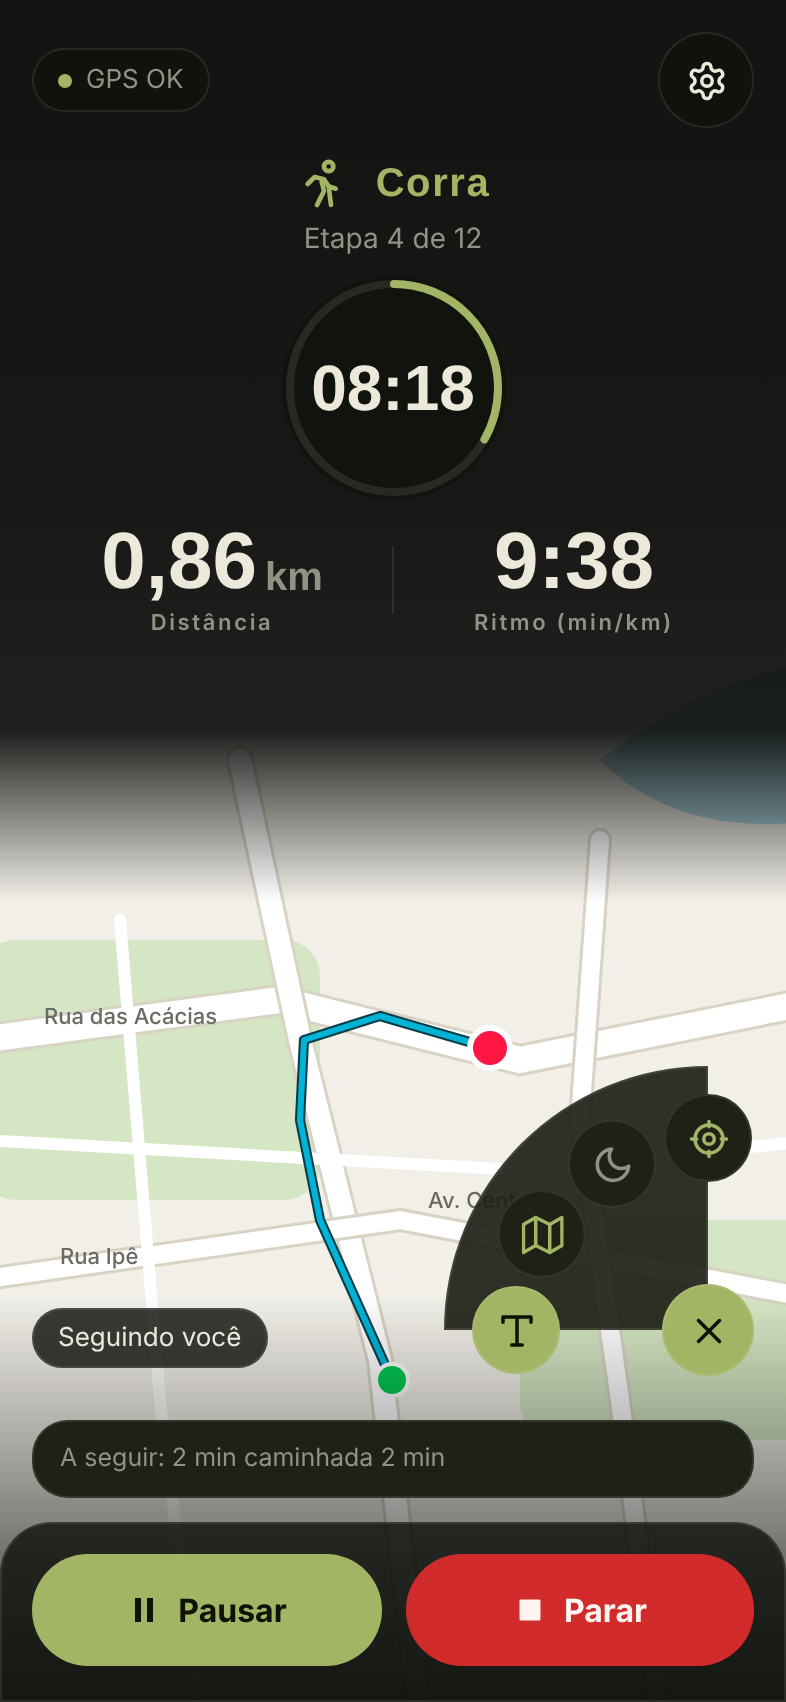 GPS OK
Corra
Etapa 4 de 12
08:18
0,86 km
Distância
9:38
Ritmo (min/km)
Rua das Acácias
Av. Cent
Rua Ipê
Seguindo você
A seguir: 2 min caminhada 2 min
Pausar
Parar